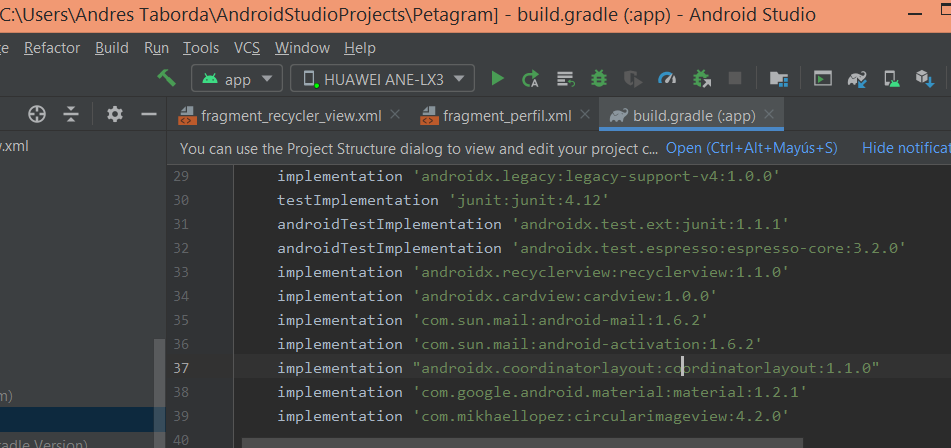 C:\Users\Andres Taborda\AndroidStudioProjects\Petagram] - build.gradle (:app) - Android Studio
Refactor Build Run Tools VCS Window Help
app HUAWEI ANE-LX3
.xml
fragment_recycler_view.xml fragment_perfil.xml build.gradle (:app)
You can use the Project Structure dialog to view and edit your project c... Open (Ctrl+Alt+Mayús+S) Hide notificat
29 implementation 'androidx.legacy:legacy-support-v4:1.0.0'
30 testImplementation 'junit:junit:4.12'
31 androidTestImplementation 'androidx.test.ext:junit:1.1.1'
32 androidTestImplementation 'androidx.test.espresso:espresso-core:3.2.0'
33 implementation 'androidx.recyclerview:recyclerview:1.1.0'
34 implementation 'androidx.cardview:cardview:1.0.0'
35 implementation 'com.sun.mail:android-mail:1.6.2'
36 implementation 'com.sun.mail:android-activation:1.6.2'
37 implementation "androidx.coordinatorlayout:coordinatorlayout:1.1.0"
38 implementation 'com.google.android.material:material:1.2.1'
39 implementation 'com.mikhaellopez:circularimageview:4.2.0'
40
Version)